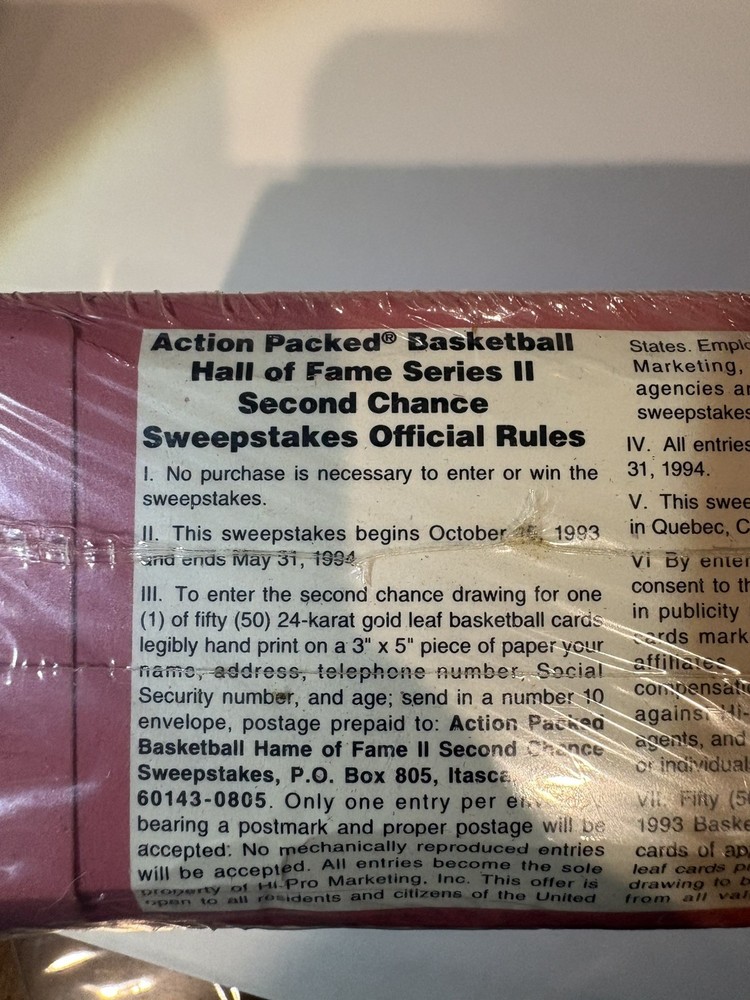 Action Packed® Basketball
Hall of Fame Series II
Second Chance
Sweepstakes Official Rules
I. No purchase is necessary to enter or win the
sweepstakes.
II. This sweepstakes begins October 1993
and ends May 31, 1994
III. To enter the second chance drawing for one
(1) of fifty (50) 24-karat gold leaf basketball cards
legibly hand print on a 3" x 5" piece of paper your
name, address, telephone number, Social
Security number, and age; send in a number 10
envelope, postage prepaid to: Action Packed
Basketball Hame of Fame II Second Chance
Sweepstakes, P.O. Box 805, Itasca,
60143-0805. Only one entry per
bearing a postmark and proper postage will be
accepted. No mechanically reproduced entries
will be accepted. All entries become the sole
property of Hi-Pro Marketing, Inc. This offer is
open to all residents and citizens of the United
States. Emplo
Marketing,
agencies a
sweepstakes
IV. All entries
31, 1994.
V. This swee
in Quebec, C
VI By enter
consent to th
in publicity
cards mark
affiliates
compensati
against Hi-
agents, and
or individual
VII. Fifty (5
1993 Baske
cards of ap
leaf cards p
drawing to b
from all val